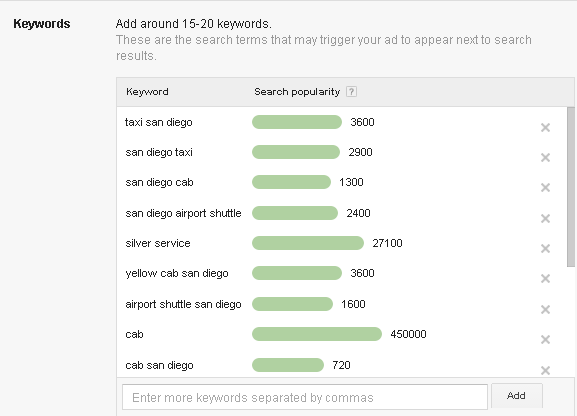 Keywords
Add around 15-20 keywords.
These are the search terms that may trigger your ad to appear next to search
results.
Keyword Search popularity ?
taxi san diego 3600
san diego taxi 2900
san diego cab 1300
san diego airport shuttle 2400
silver service 27100
yellow cab san diego 3600
airport shuttle san diego 1600
cab 450000
cab san diego 720
Enter more keywords separated by commas Add